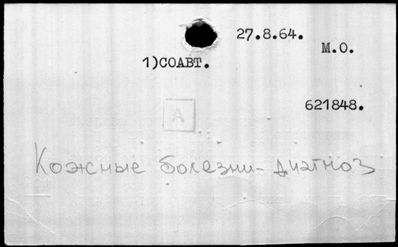 27.8.64.
М.О.
1)СОАВТ.
621848.
А
Кожные болезни-диагноз